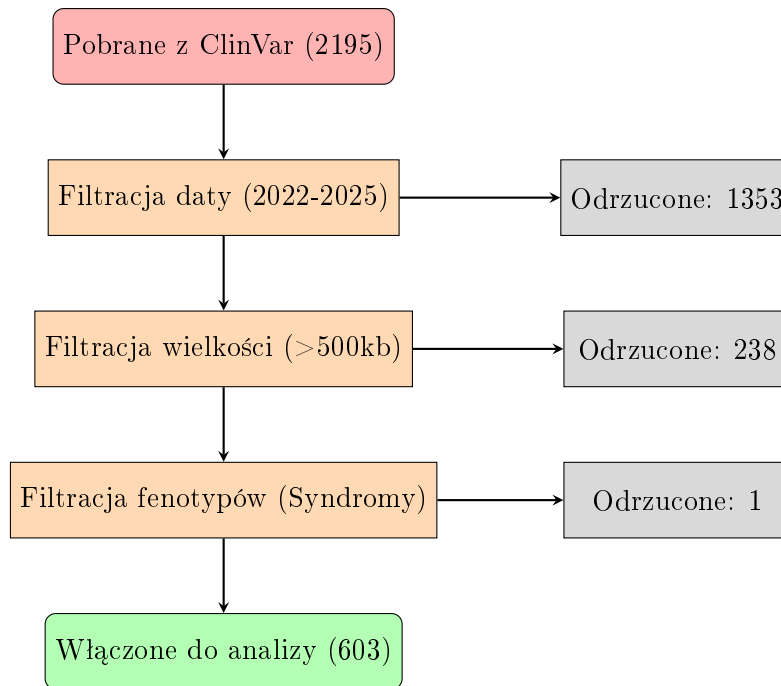 Pobrane z ClinVar (2195)
Filtracja daty (2022-2025)
Odrzucone: 1353
Filtracja wielkości (>500kb)
Odrzucone: 238
Filtracja fenotypów (Syndromy)
Odrzucone: 1
Włączone do analizy (603)